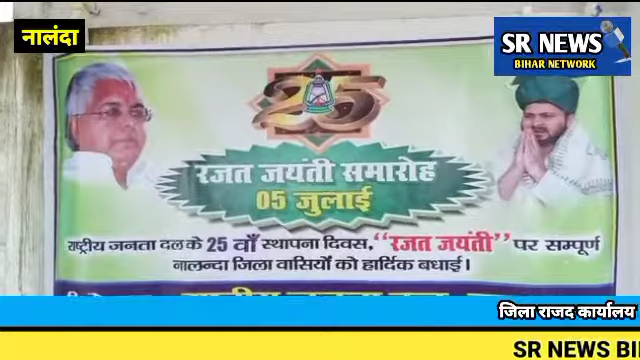 नालंदा
SR NEWS
BIHAR NETWORK
25
रजत जयंती समारोह
05 जुलाई
राष्ट्रीय जनता दल के 25 वाँ स्थापना दिवस, "रजत जयंती" पर सम्पूर्ण
नालन्दा जिला वासियों को हार्दिक बधाई।
जिला राजद कार्यालय
SR NEWS BI